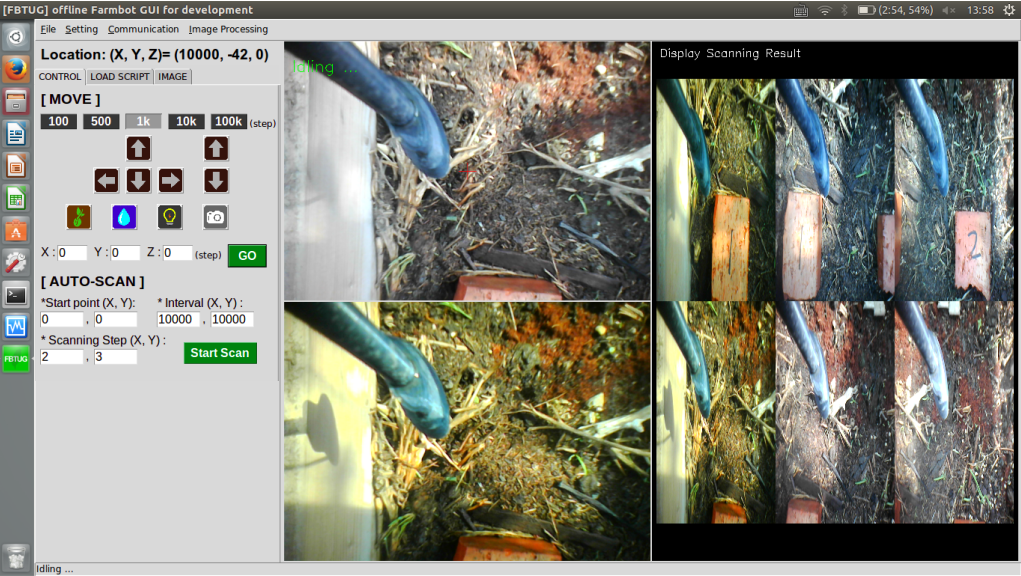 [FBTUG] offline Farmbot GUI for development
(2:54, 54%)
13:58
File Setting Communication Image Processing
Location: (X, Y, Z)= (10000, -42, 0)
CONTROL LOAD SCRIPT IMAGE
[ MOVE ]
100 500 1k 10k 100k (step)
X : 0 Y : 0 Z : 0 (step) GO
[ AUTO-SCAN ]
*Start point (X, Y): * Interval (X, Y) :
0 , 0 10000 , 10000
* Scanning Step (X, Y) :
2 , 3
Start Scan
FBTUG
Idling ...
Idling ...
Display Scanning Result
2